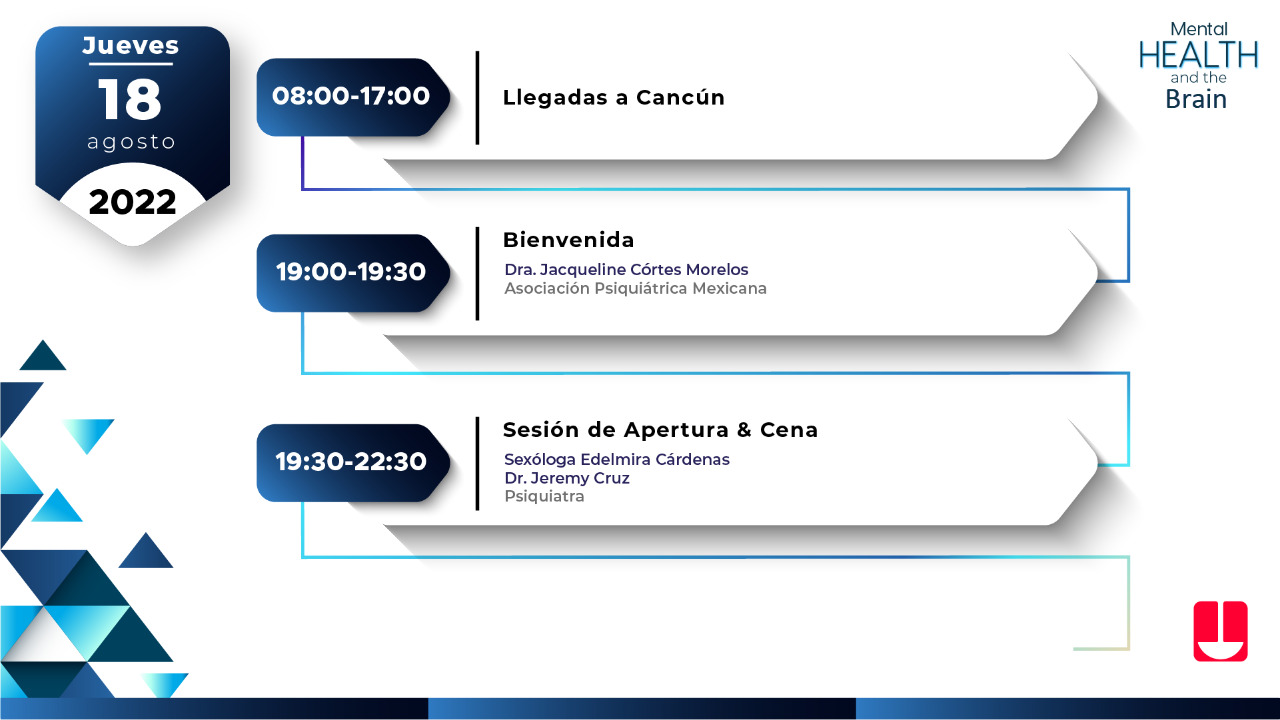 Jueves
18
agosto
2022
Mental
HEALTH
and the
Brain
08:00-17:00
Llegadas a Cancún
19:00-19:30
Bienvenida
Dra. Jacqueline Córtes Morelos
Asociación Psiquiátrica Mexicana
19:30-22:30
Sesión de Apertura & Cena
Sexóloga Edelmira Cárdenas
Dr. Jeremy Cruz
Psiquiatra